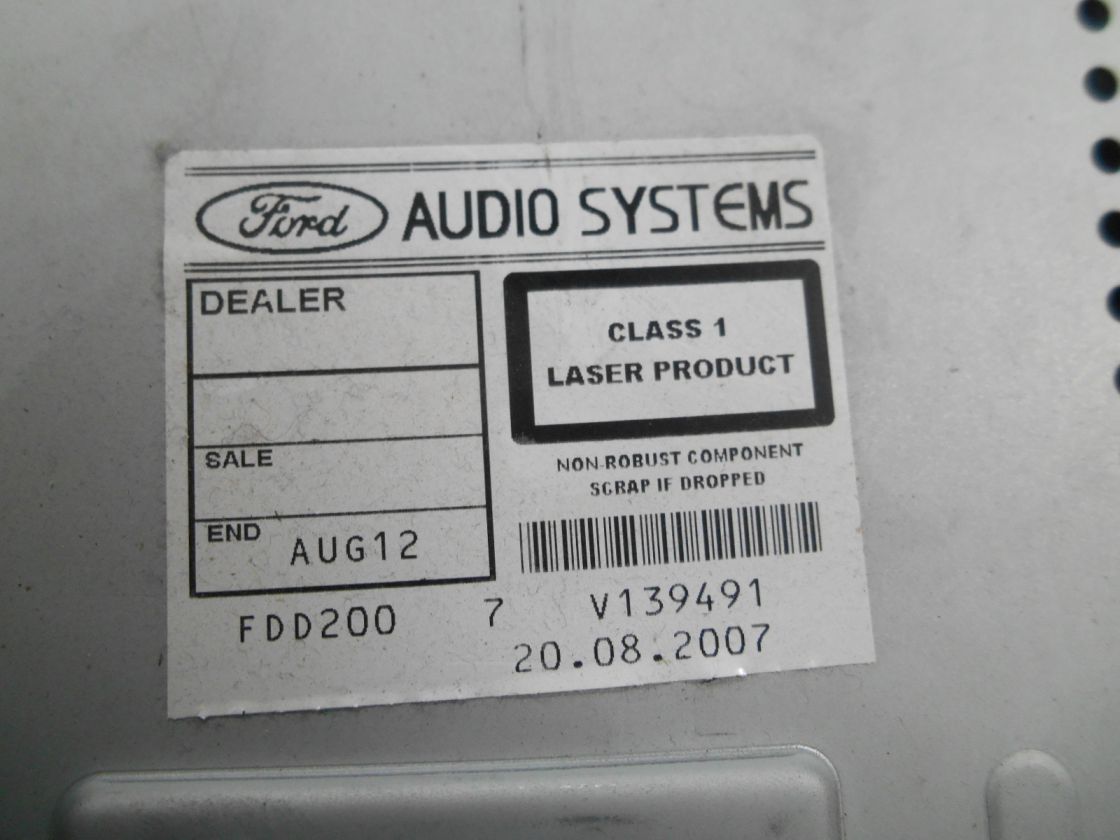 Ford AUDIO SYSTEMS
DEALER
SALE
END AUG12
CLASS 1
LASER PRODUCT
NON-ROBUST COMPONENT
SCRAP IF DROPPED
FDD200 7 V139491
20.08.2007